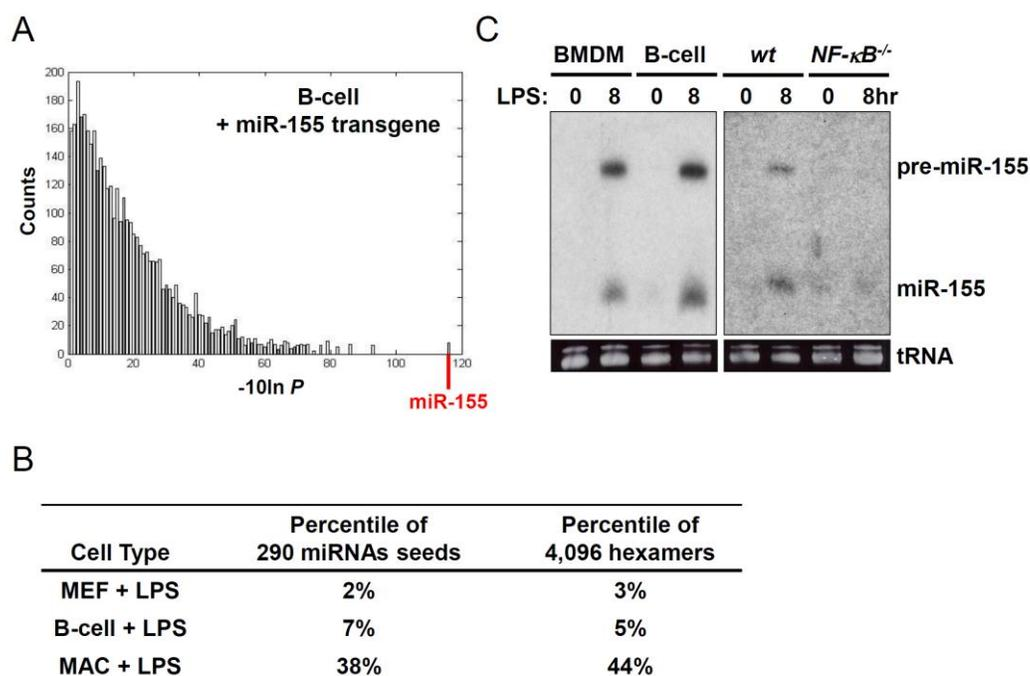 A
B-cell
+ miR-155 transgene
Counts
200
180
160
140
120
100
80
60
40
20
0
0 20 40 60 80 100 120
-10ln P
miR-155
C
BMDM B-cell wt NF-κB-/-
LPS: 0 8 0 8 0 8 0 8hr
pre-miR-155
miR-155
tRNA
B
Cell Type Percentile of 290 miRNAs seeds Percentile of 4,096 hexamers
MEF + LPS 2% 3%
B-cell + LPS 7% 5%
MAC + LPS 38% 44%